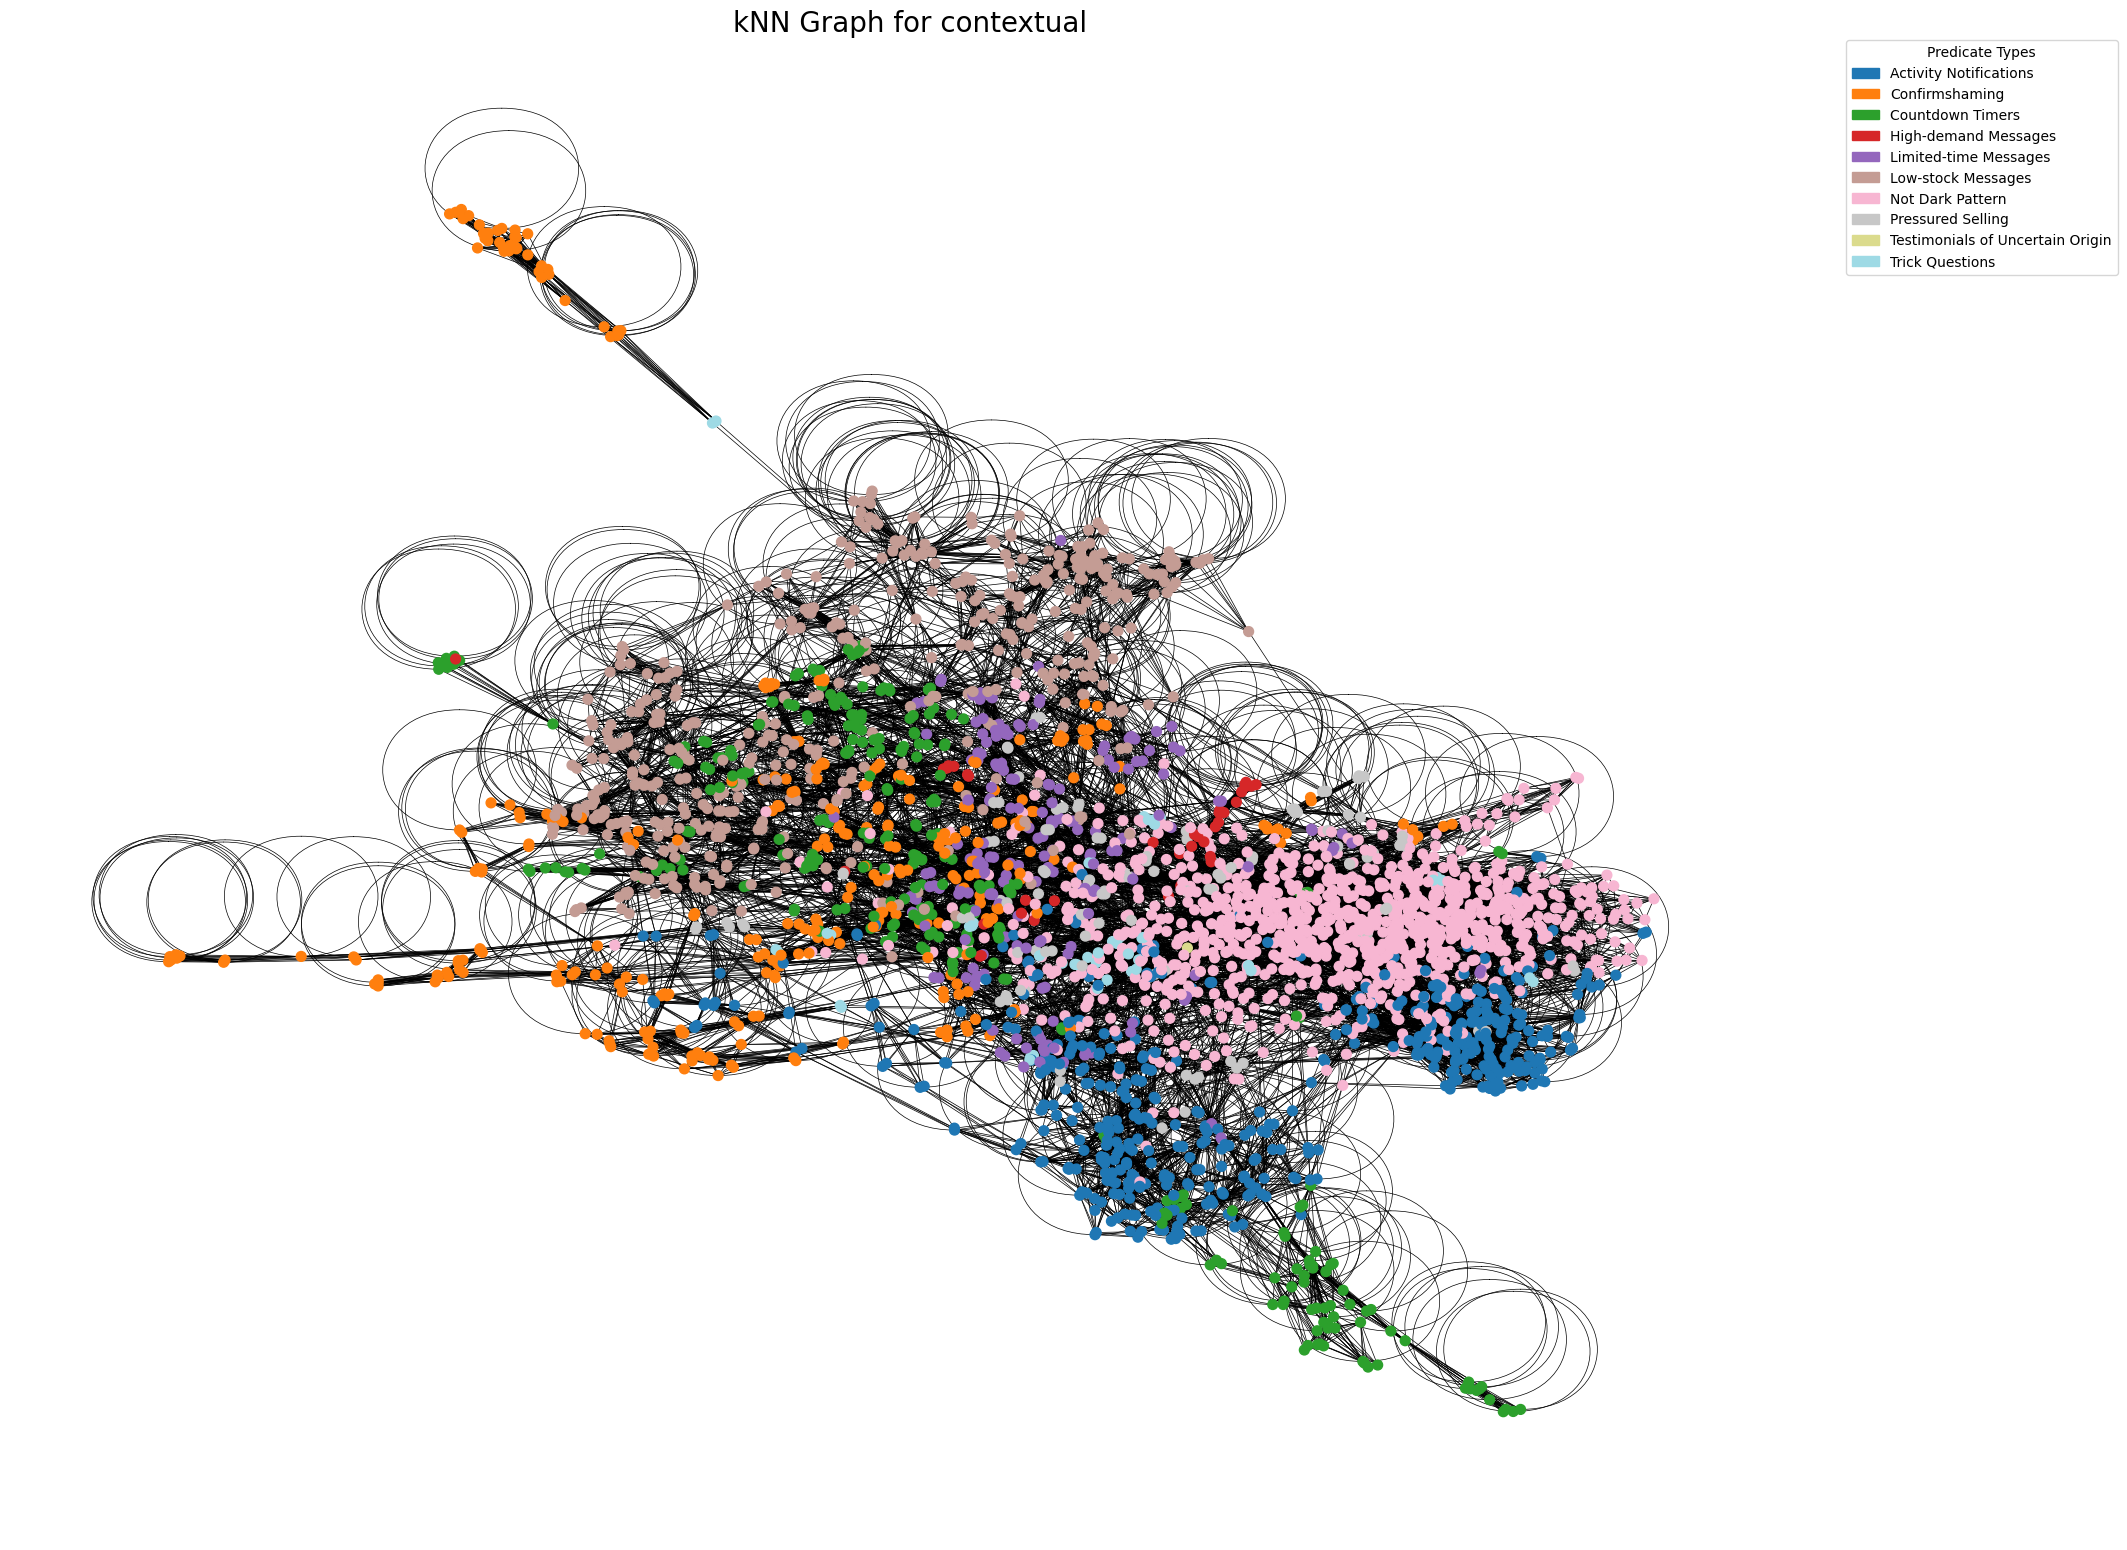 kNN Graph for contextual
Predicate Types
Activity Notifications
Confirmshaming
Countdown Timers
High-demand Messages
Limited-time Messages
Low-stock Messages
Not Dark Pattern
Pressured Selling
Testimonials of Uncertain Origin
Trick Questions